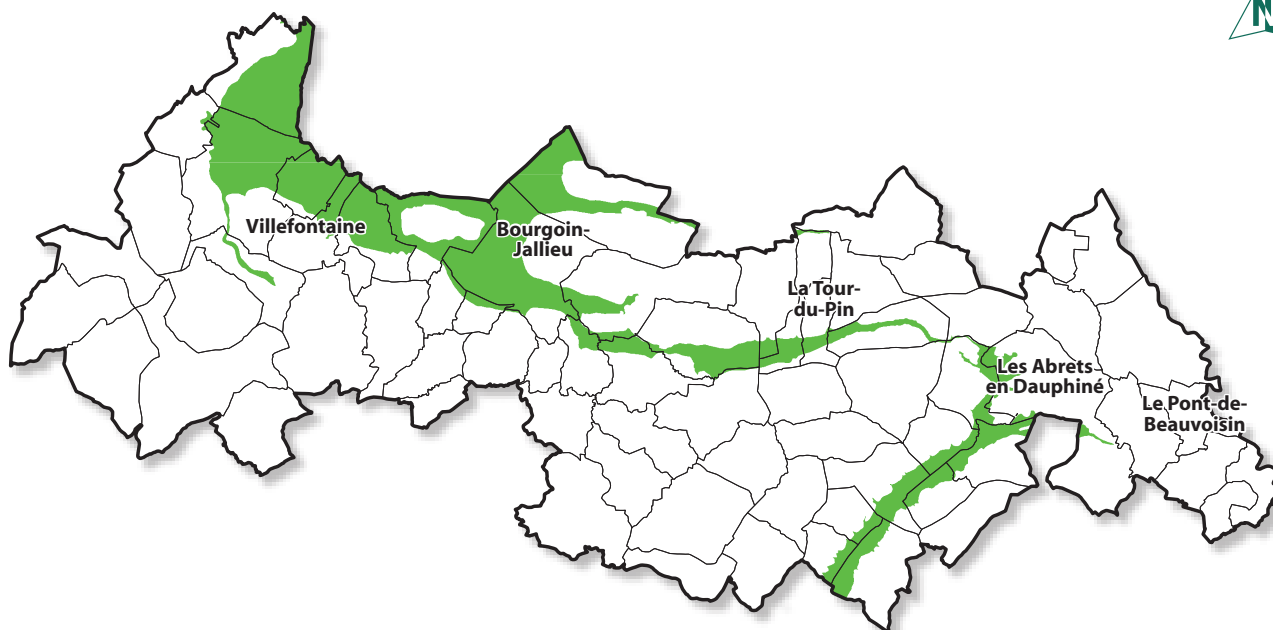 N
Villefontaine
Bourgoin-
Jallieu
La Tour-
du-Pin
Les Abrets
en Dauphiné
Le Pont-de-
Beauvoisin